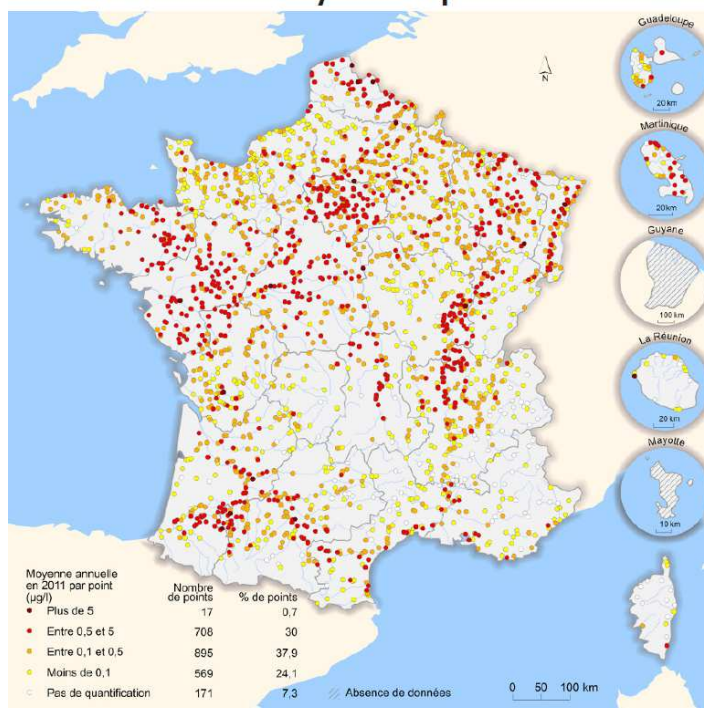 Guadeloupe
N
20 km
Martinique
20 km
Guyane
100 km
La Réunion
20 km
Mayotte
10 km
Moyenne annuelle
en 2011 par point
(µg/l)
Nombre
de points
% de points
Plus de 5 17 0,7
Entre 0,5 et 5 708 30
Entre 0,1 et 0,5 895 37,9
Moins de 0,1 569 24,1
Pas de quantification 171 7,3
Absence de données
0 50 100 km